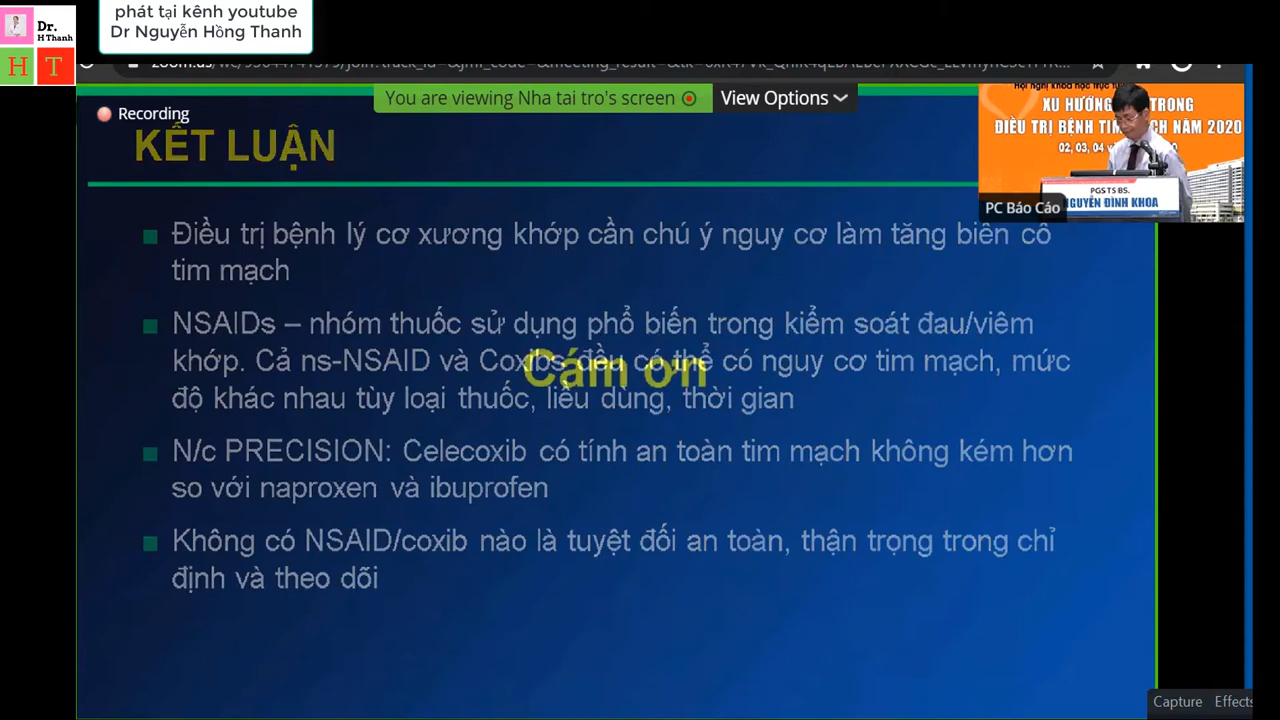 phát tại kênh youtube
Dr Nguyễn Hồng Thanh
Dr.
H Thanh
H T
You are viewing Nha tai tro's screen
View Options
Recording
KẾT LUẬN
XU HƯỚNG TRONG
ĐIỀU TRỊ BỆNH TIM MẠCH NĂM 2020
02, 03, 04
PGS TS BS.
NGUYỄN ĐÌNH KHOA
PC Báo Cáo
Điều trị bệnh lý cơ xương khớp cần chú ý nguy cơ làm tăng biến cố
tim mạch
NSAIDs – nhóm thuốc sử dụng phổ biến trong kiểm soát đau/viêm
khớp. Cả ns-NSAID và Coxibs đều có thể có nguy cơ tim mạch, mức
độ khác nhau tùy loại thuốc, liều dùng, thời gian
Cám ơn
N/c PRECISION: Celecoxib có tính an toàn tim mạch không kém hơn
so với naproxen và ibuprofen
Không có NSAID/coxib nào là tuyệt đối an toàn, thận trọng trong chỉ
định và theo dõi
Capture Effects